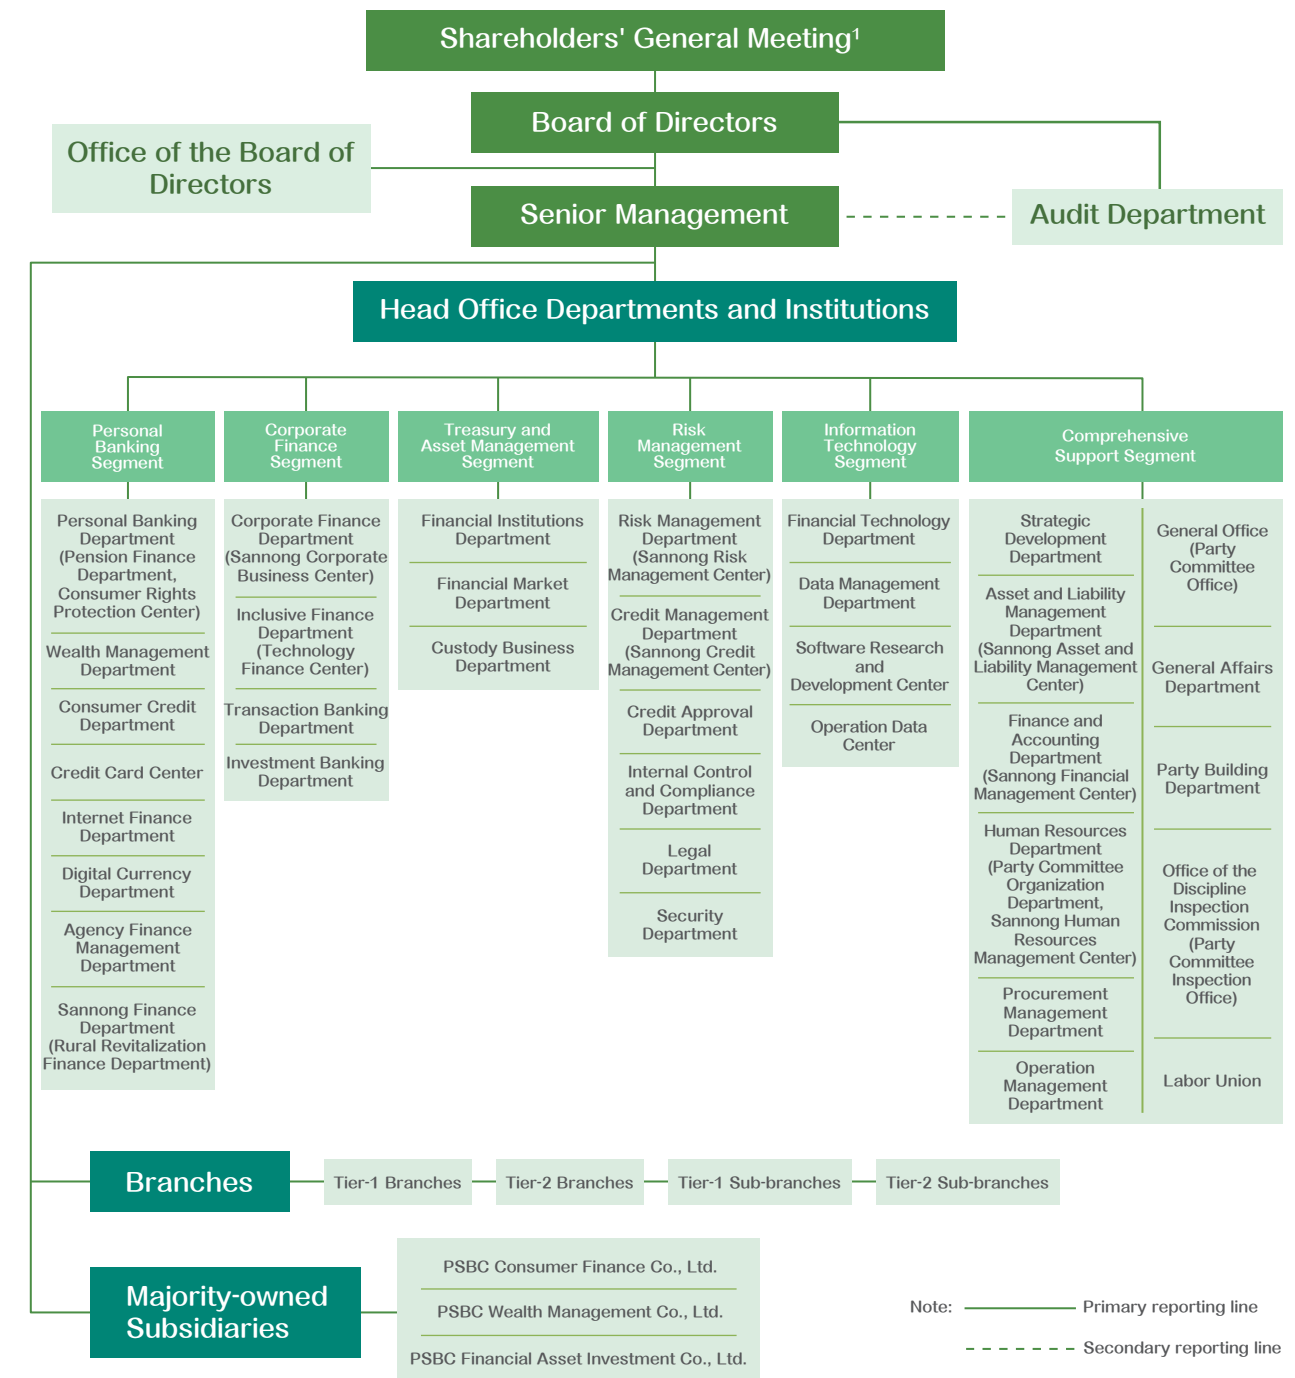 Shareholders' General Meeting¹
Board of Directors
Office of the Board of
Directors
Senior Management
Audit Department
Head Office Departments and Institutions
Personal
Banking
Segment
Corporate
Finance
Segment
Treasury and
Asset Management
Segment
Risk
Management
Segment
Information
Technology
Segment
Comprehensive
Support Segment
Personal Banking
Department
(Pension Finance
Department,
Consumer Rights
Protection Center)
Wealth Management
Department
Consumer Credit
Department
Credit Card Center
Internet Finance
Department
Digital Currency
Department
Agency Finance
Management
Department
Sannong Finance
Department
(Rural Revitalization
Finance Department)
Corporate Finance
Department
(Sannong Corporate
Business Center)
Inclusive Finance
Department
(Technology
Finance Center)
Transaction Banking
Department
Investment Banking
Department
Financial Institutions
Department
Financial Market
Department
Custody Business
Department
Risk Management
Department
(Sannong Risk
Management Center)
Credit Management
Department
(Sannong Credit
Management Center)
Credit Approval
Department
Internal Control
and Compliance
Department
Legal
Department
Security
Department
Financial Technology
Department
Data Management
Department
Software Research
and
Development Center
Operation Data
Center
Strategic
Development
Department
Asset and Liability
Management
Department
(Sannong Asset and
Liability Management
Center)
Finance and
Accounting
Department
(Sannong Financial
Management Center)
Human Resources
Department
(Party Committee
Organization
Department,
Sannong Human
Resources
Management Center)
Procurement
Management
Department
Operation
Management
Department
General Office
(Party
Committee
Office)
General Affairs
Department
Party Building
Department
Office of the
Discipline
Inspection
Commission
(Party
Committee
Inspection
Office)
Labor Union
Branches
Tier-1 Branches
Tier-2 Branches
Tier-1 Sub-branches
Tier-2 Sub-branches
Majority-owned
Subsidiaries
PSBC Consumer Finance Co., Ltd.
PSBC Wealth Management Co., Ltd.
PSBC Financial Asset Investment Co., Ltd.
Note:
Primary reporting line
Secondary reporting line